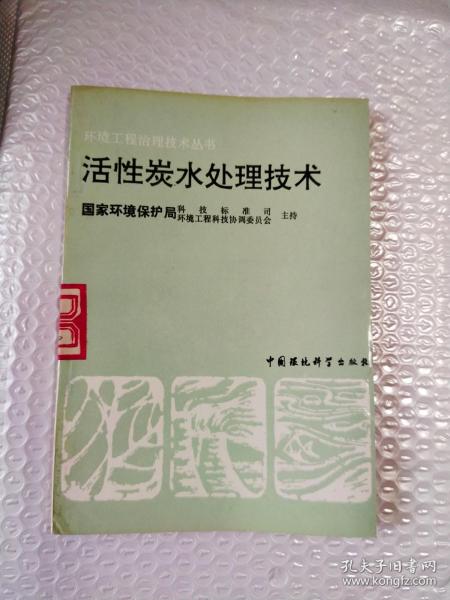 环境工程治理技术丛书
活性炭水处理技术
国家环境保护局 科技标准司 环境工程科技协调委员会 主持
中国环境科学出版社
孔夫子旧书网
www.kongfz.com